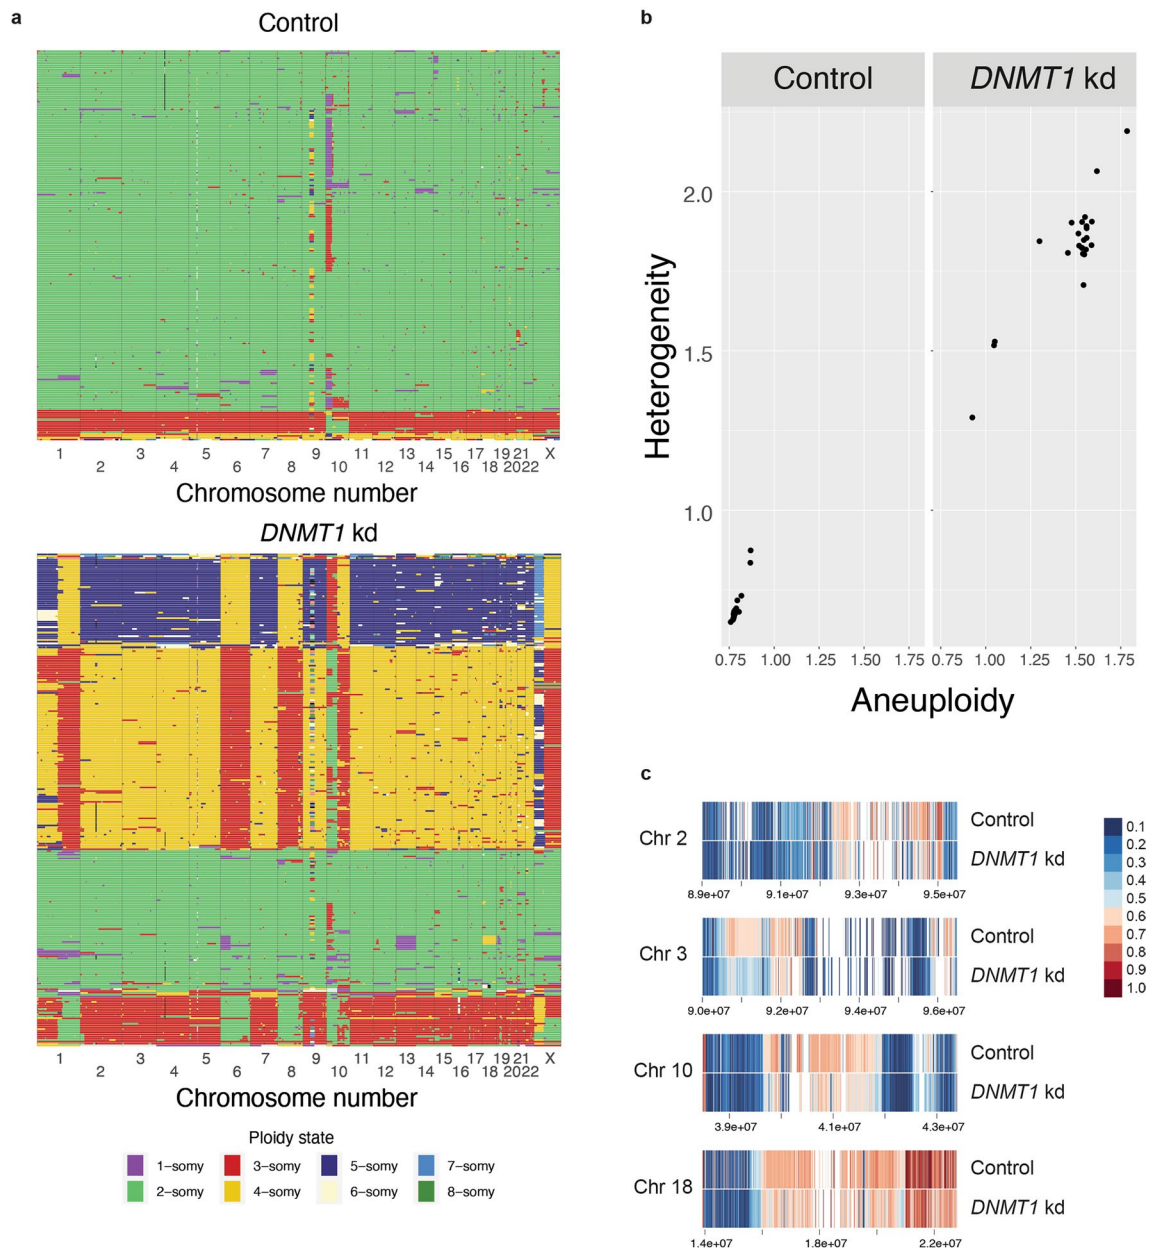 a
Control
1 3 5 7 9 11 13 15 17 19 21 X
2 4 6 8 10 12 14 16 18 20 22
Chromosome number
DNMT1 kd
1 3 5 7 9 11 13 15 17 19 21 X
2 4 6 8 10 12 14 16 18 20 22
Chromosome number
Ploidy state
1-somy 3-somy 5-somy 7-somy
2-somy 4-somy 6-somy 8-somy
b
Control DNMT1 kd
Heterogeneity
2.0
1.5
1.0
0.75 1.00 1.25 1.50 1.75 0.75 1.00 1.25 1.50 1.75
Aneuploidy
c
Chr 2
Control
DNMT1 kd
8.9e+07 9.1e+07 9.3e+07 9.5e+07
Chr 3
Control
DNMT1 kd
9.0e+07 9.2e+07 9.4e+07 9.6e+07
Chr 10
Control
DNMT1 kd
3.9e+07 4.1e+07 4.3e+07
Chr 18
Control
DNMT1 kd
1.4e+07 1.8e+07 2.2e+07
0.1
0.2
0.3
0.4
0.5
0.6
0.7
0.8
0.9
1.0